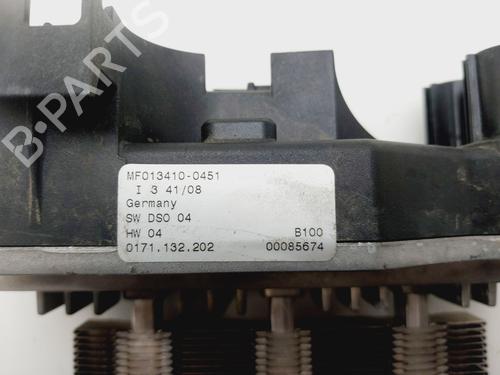 B-PARTS
MF013410-0451
I 3 41/08
Germany
SW DSO 04
HW 04 B100
0171.132.202 00085674